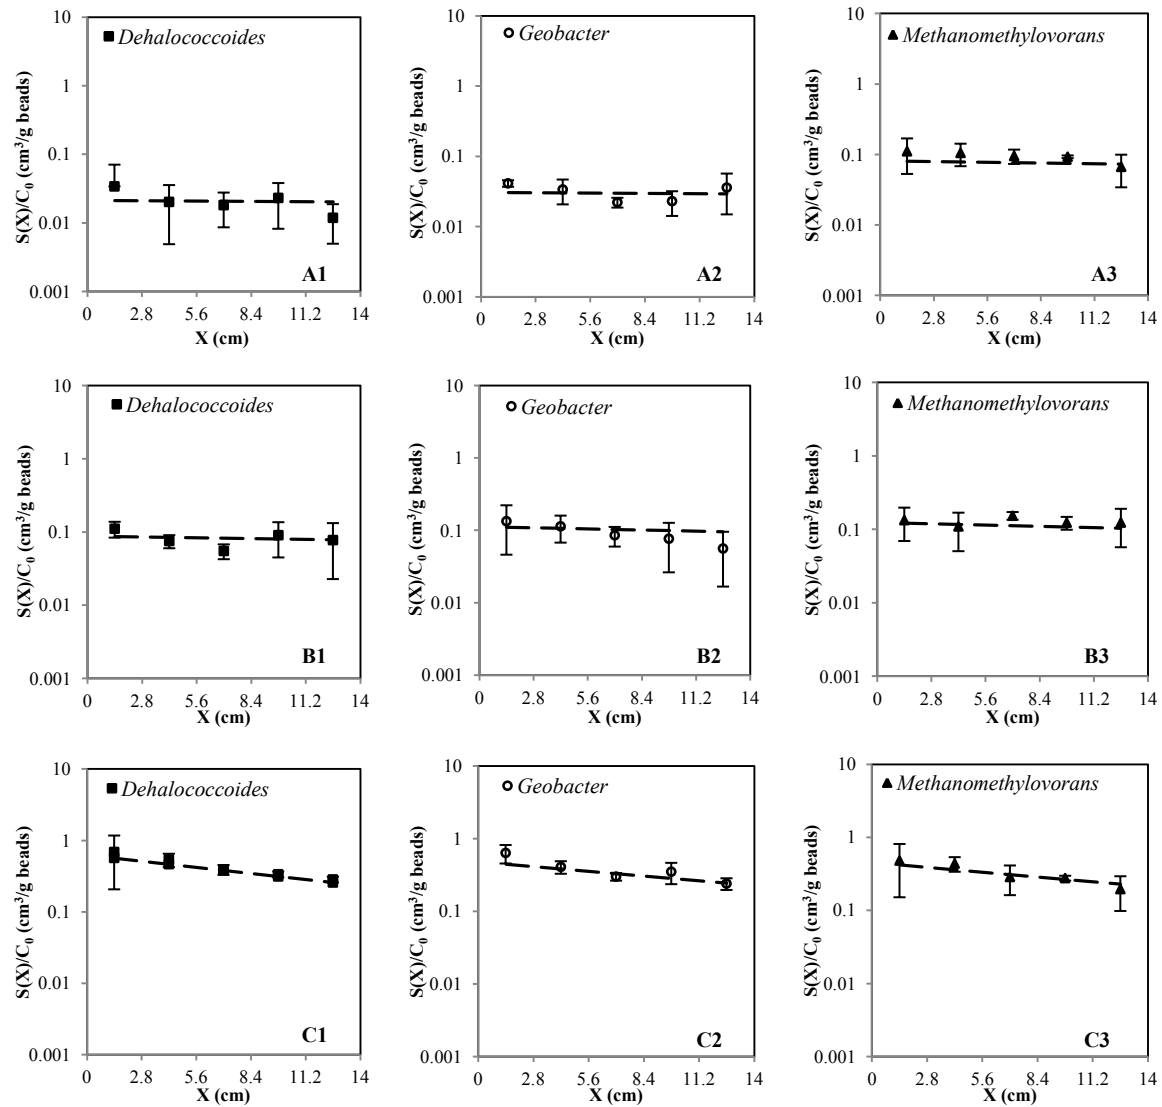 S(X)/C₀ (cm³/g beads)
10
1
0.1
0.01
0.001
Dehalococcoides
A1
0 2.8 5.6 8.4 11.2 14
X (cm)
S(X)/C₀ (cm³/g beads)
10
1
0.1
0.01
0.001
Geobacter
A2
0 2.8 5.6 8.4 11.2 14
X (cm)
S(X)/C₀ (cm³/g beads)
10
1
0.1
0.01
0.001
Methanomethylovorans
A3
0 2.8 5.6 8.4 11.2 14
X (cm)
S(X)/C₀ (cm³/g beads)
10
1
0.1
0.01
0.001
Dehalococcoides
B1
0 2.8 5.6 8.4 11.2 14
X (cm)
S(X)/C₀ (cm³/g beads)
10
1
0.1
0.01
0.001
Geobacter
B2
0 2.8 5.6 8.4 11.2 14
X (cm)
S(X)/C₀ (cm³/g beads)
10
1
0.1
0.01
0.001
Methanomethylovorans
B3
0 2.8 5.6 8.4 11.2 14
X (cm)
S(X)/C₀ (cm³/g beads)
10
1
0.1
0.01
0.001
Dehalococcoides
C1
0 2.8 5.6 8.4 11.2 14
X (cm)
S(X)/C₀ (cm³/g beads)
10
1
0.1
0.01
0.001
Geobacter
C2
0 2.8 5.6 8.4 11.2 14
X (cm)
S(X)/C₀ (cm³/g beads)
10
1
0.1
0.01
0.001
Methanomethylovorans
C3
0 2.8 5.6 8.4 11.2 14
X (cm)